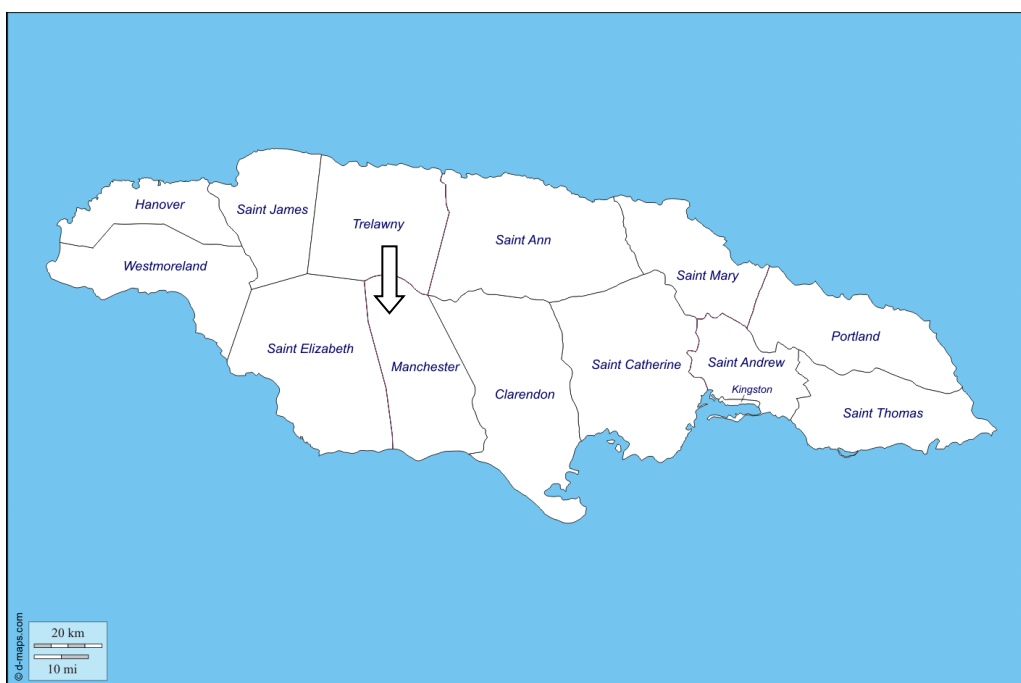 Hanover
Saint James
Trelawny
Saint Ann
Westmoreland
Saint Mary
Portland
Saint Elizabeth
Manchester
Saint Catherine
Saint Andrew
Kingston
Clarendon
Saint Thomas
© d-maps.com
20 km
10 mi